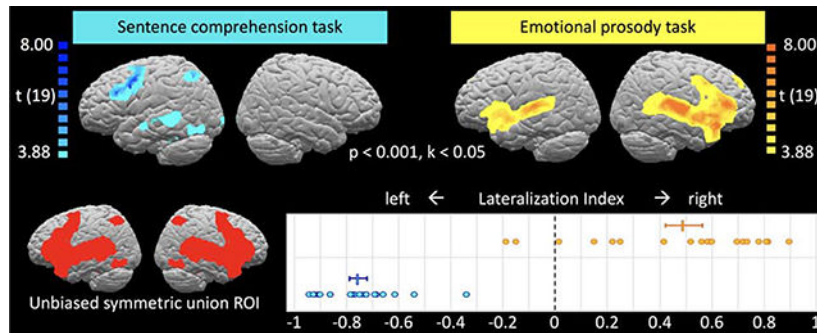 Sentence comprehension task
Emotional prosody task
8.00
t (19)
3.88
8.00
t (19)
3.88
p < 0.001, k < 0.05
left ← Lateralization Index → right
Unbiased symmetric union ROI
-1 -0.8 -0.6 -0.4 -0.2 0 0.2 0.4 0.6 0.8 1